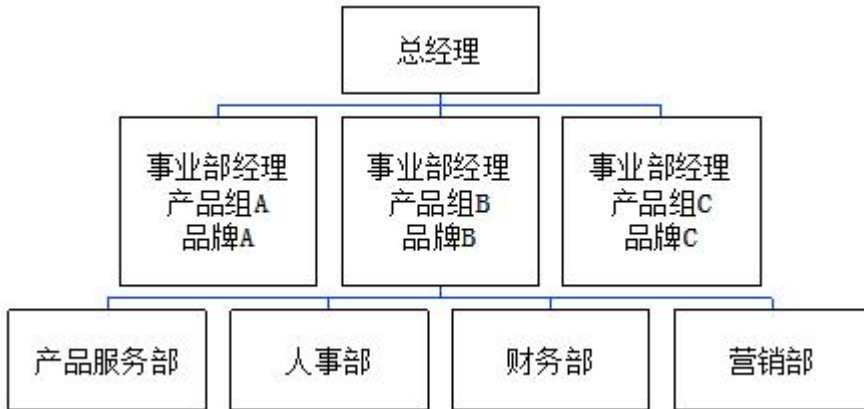 总经理
事业部经理
产品组A
品牌A
事业部经理
产品组B
品牌B
事业部经理
产品组C
品牌C
产品服务部
人事部
财务部
营销部